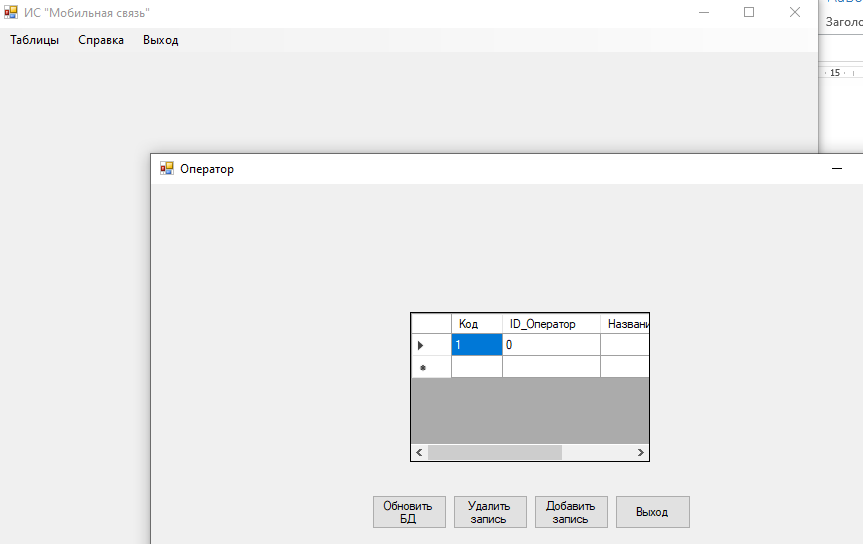 ИС "Мобильная связь"
Таблицы Справка Выход
15
Оператор
Код ID_Оператор
1 0
Обновить БД
Удалить запись
Добавить запись
Выход